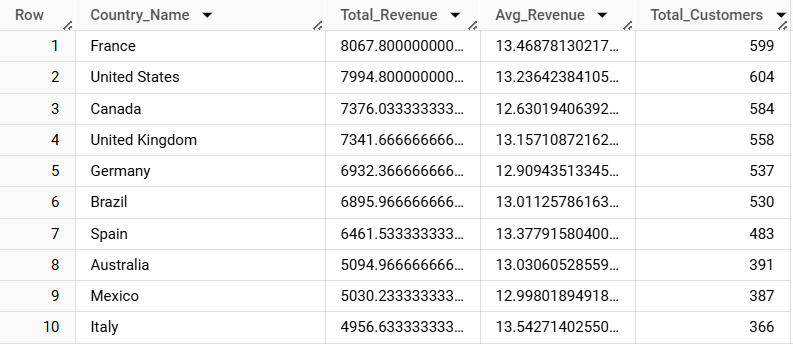 Row Country_Name Total_Revenue Avg_Revenue Total_Customers
1 France 8067.800000000... 13.46878130217... 599
2 United States 7994.800000000... 13.23642384105... 604
3 Canada 7376.033333333... 12.63019406392... 584
4 United Kingdom 7341.666666666... 13.15710872162... 558
5 Germany 6932.366666666... 12.90943513345... 537
6 Brazil 6895.966666666... 13.01125786163... 530
7 Spain 6461.533333333... 13.37791580400... 483
8 Australia 5094.966666666... 13.03060528559... 391
9 Mexico 5030.233333333... 12.99801894918... 387
10 Italy 4956.633333333... 13.54271402550... 366